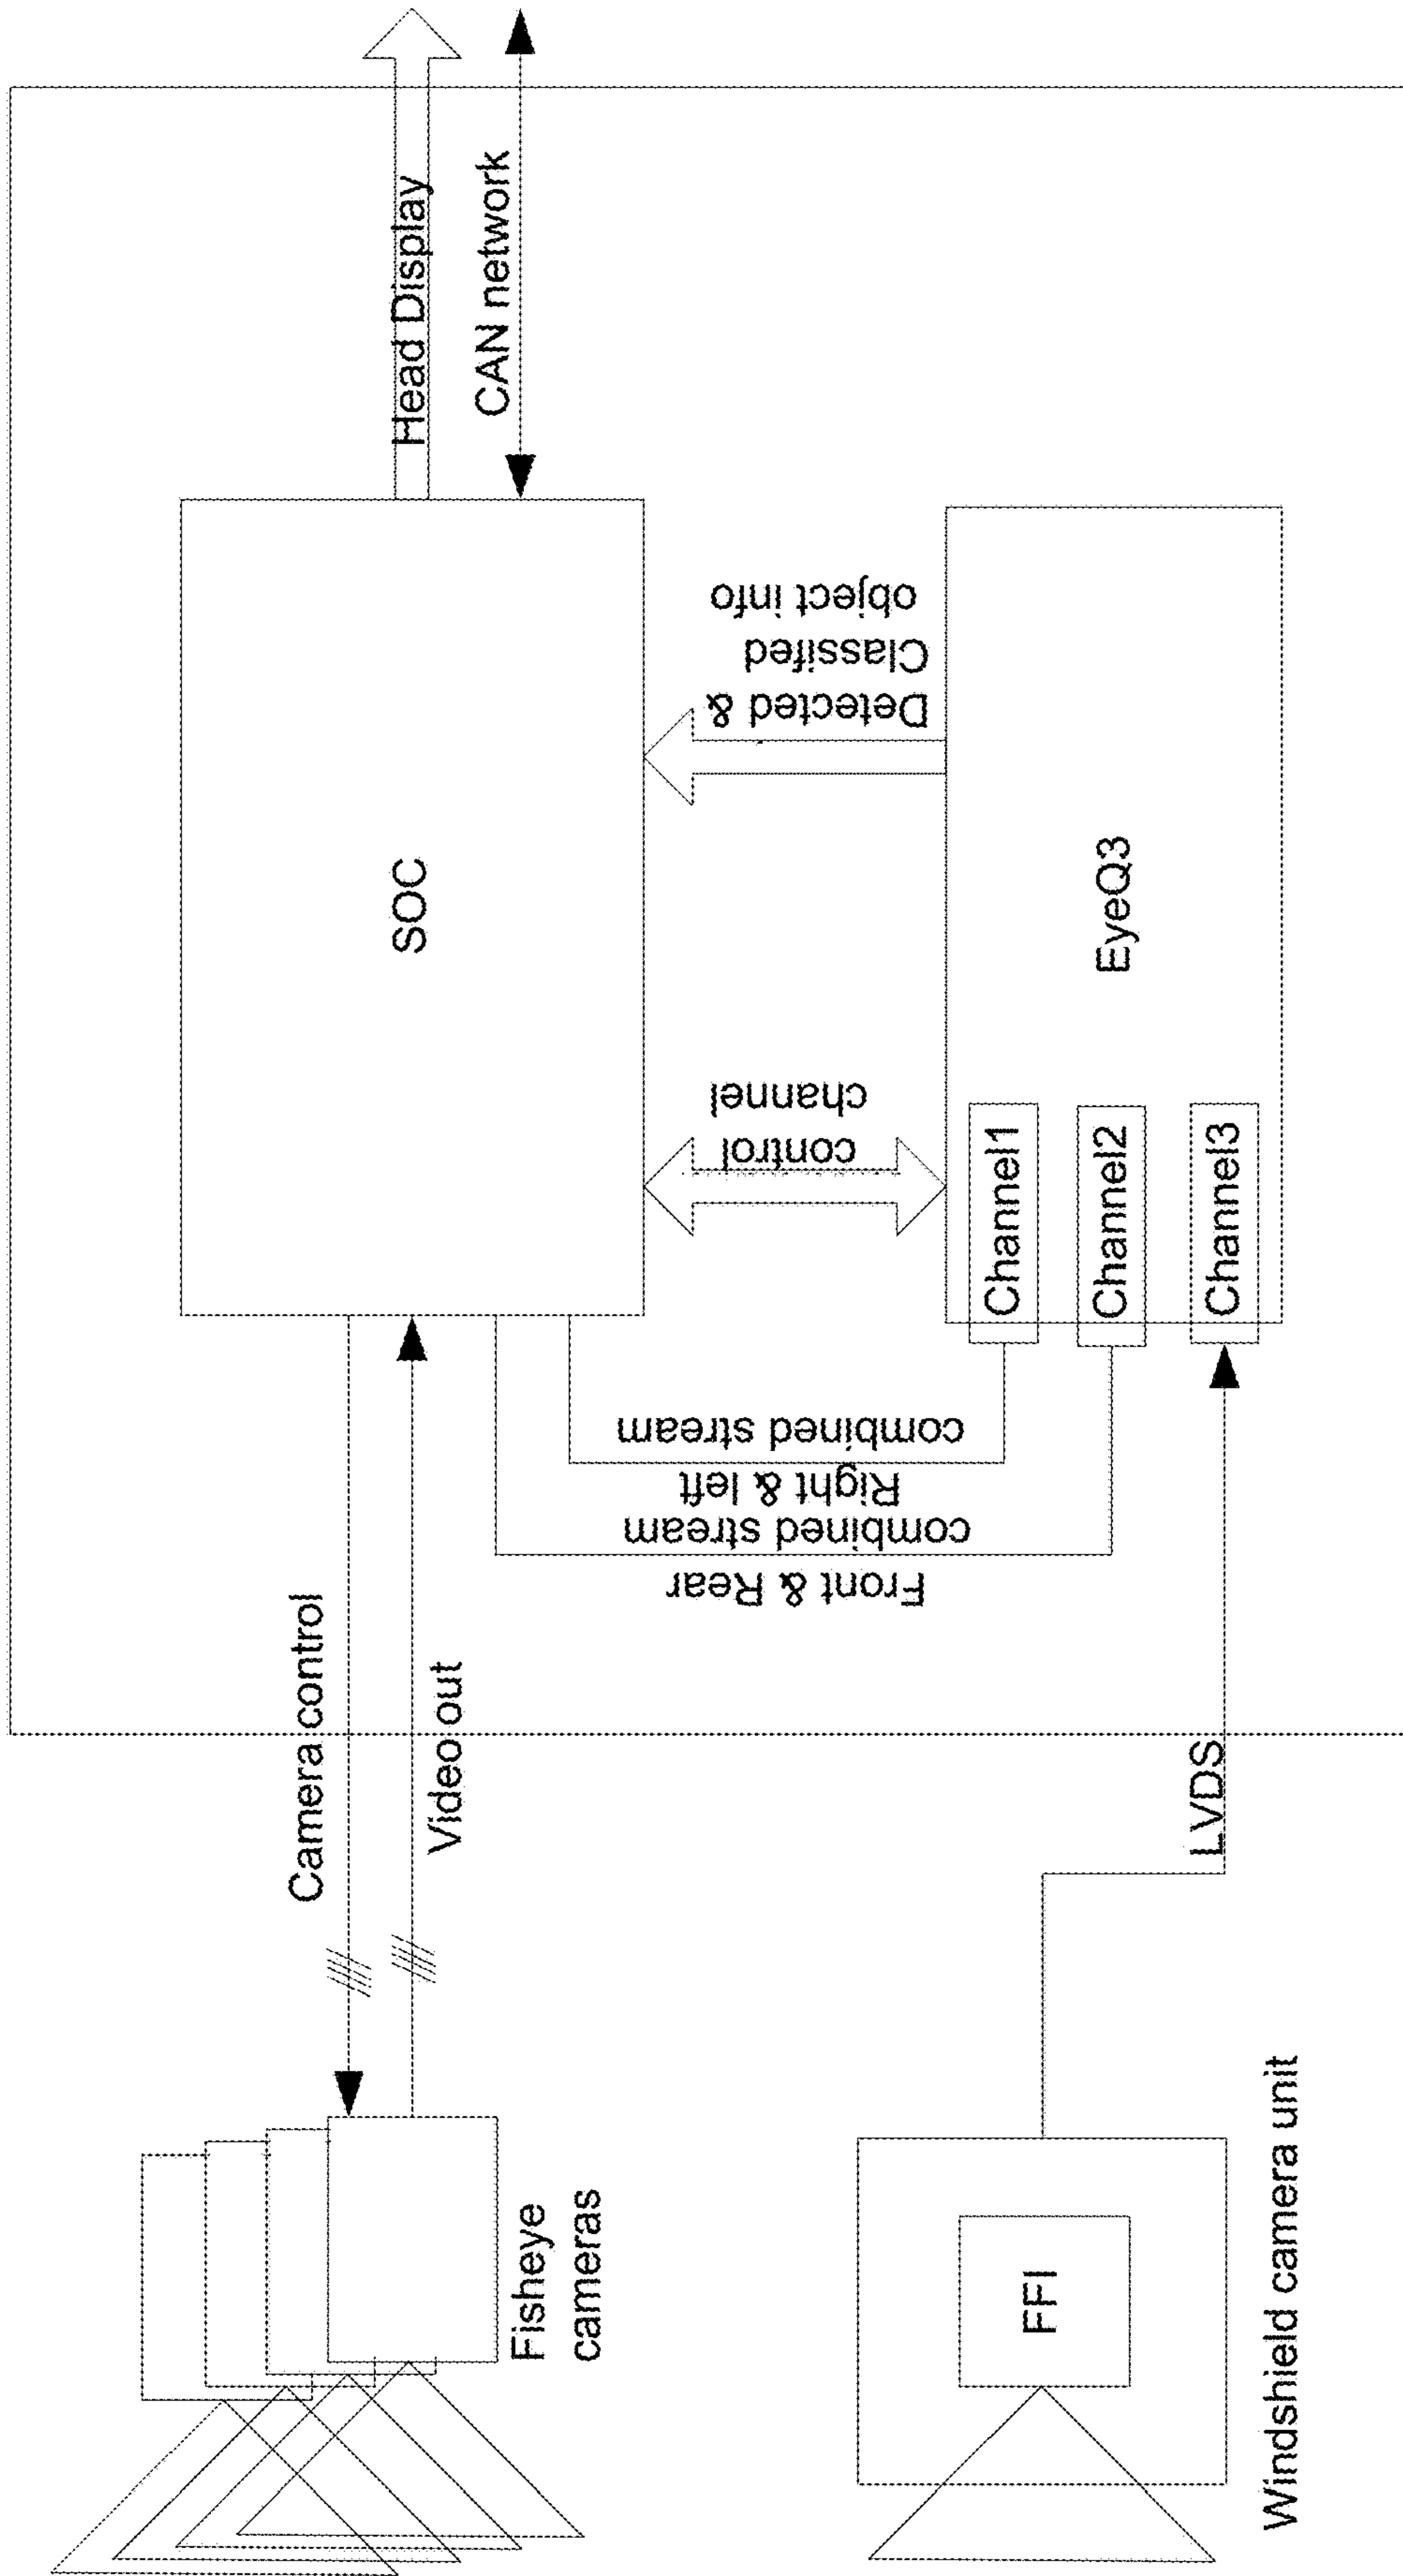 Fisheye
cameras
Camera control
Video out
SOC
Head Display
CAN network
Front & Rear
combined stream
Right & left
combined stream
control
channel
Detected &
Classifed
object info
Channel1
Channel2
Channel3
EyeQ3
LVDS
FFI
Windshield camera unit